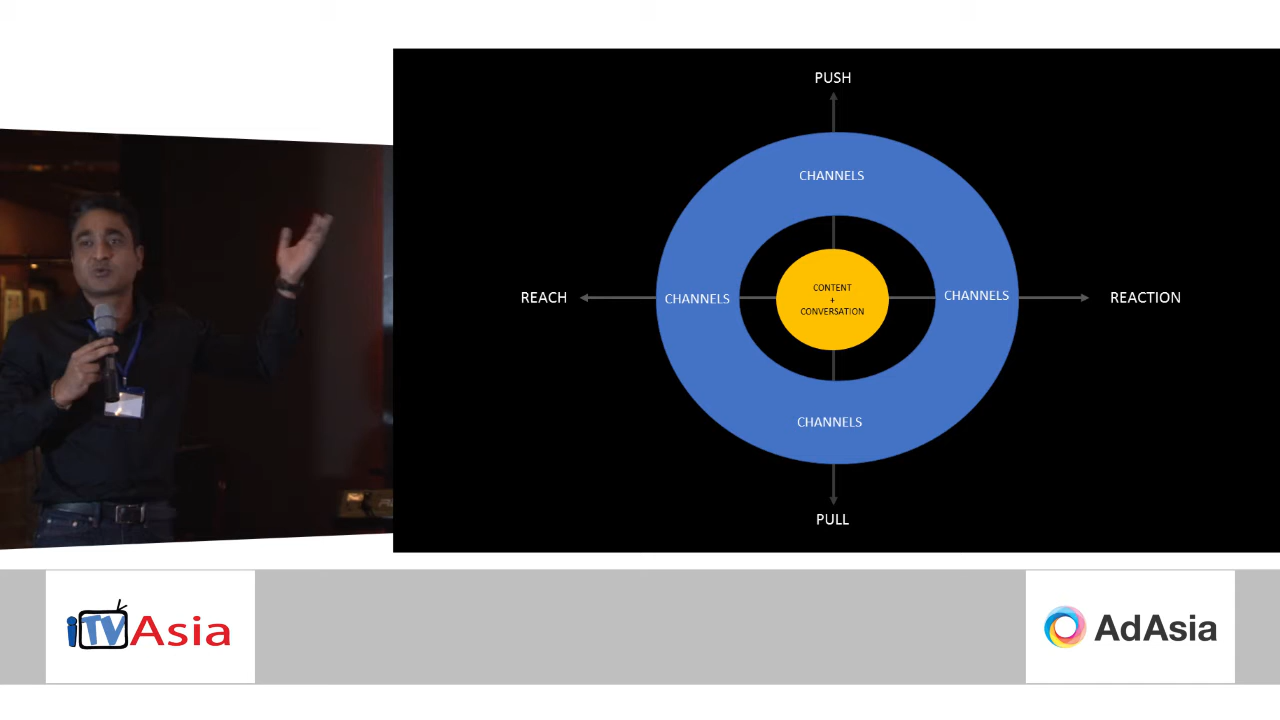 PUSH
CHANNELS
REACH
CHANNELS
CONTENT
+
CONVERSATION
CHANNELS
REACTION
CHANNELS
PULL
iTVAsia
AdAsia